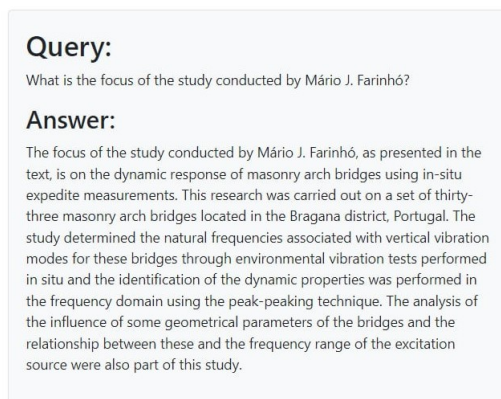 Query:
What is the focus of the study conducted by Mário J. Farinhó?
Answer:
The focus of the study conducted by Mário J. Farinhó, as presented in the
text, is on the dynamic response of masonry arch bridges using in-situ
expedite measurements. This research was carried out on a set of thirty-
three masonry arch bridges located in the Bragana district, Portugal. The
study determined the natural frequencies associated with vertical vibration
modes for these bridges through environmental vibration tests performed
in situ and the identification of the dynamic properties was performed in
the frequency domain using the peak-peaking technique. The analysis of
the influence of some geometrical parameters of the bridges and the
relationship between these and the frequency range of the excitation
source were also part of this study.